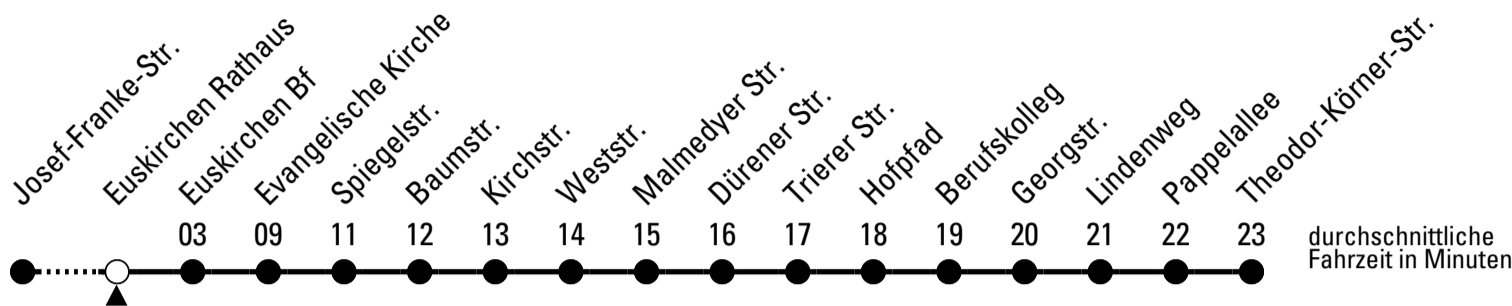 Josef-Franke-Str.
Euskirchen Rathaus
Euskirchen Bf
Evangelische Kirche
Spiegelstr.
Baumstr.
Kirchstr.
Weststr.
Malmedyer Str.
Dürener Str.
Trierer Str.
Hofpfad
Berufskolleg
Georgstr.
Lindenweg
Pappelallee
Theodor-Körner-Str.
03 09 11 12 13 14 15 16 17 18 19 20 21 22 23
durchschnittliche
Fahrzeit in Minuten